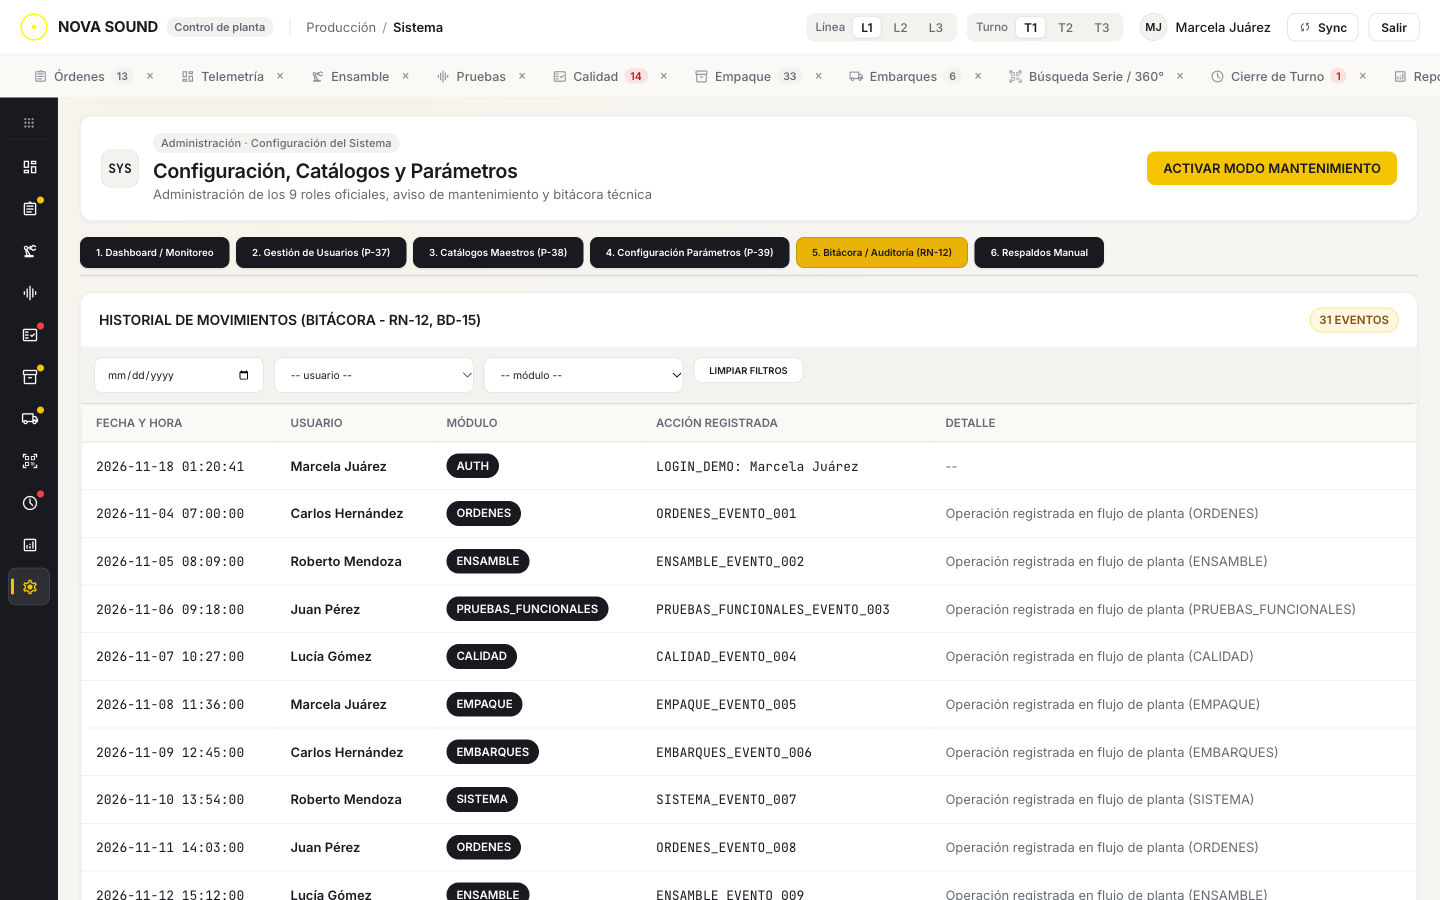 NOVA SOUND Control de planta Producción / Sistema Línea L1 L2 L3 Turno T1 T2 T3 MJ Marcela Juárez Sync Salir
Órdenes 13 × Telemetría × Ensamble × Pruebas × Calidad 14 × Empaque 33 × Embarques 6 × Búsqueda Serie / 360° × Cierre de Turno 1 × Repo
Administración · Configuración del Sistema
SYS Configuración, Catálogos y Parámetros
Administración de los 9 roles oficiales, aviso de mantenimiento y bitácora técnica
ACTIVAR MODO MANTENIMIENTO
1. Dashboard / Monitoreo 2. Gestión de Usuarios (P-37) 3. Catálogos Maestros (P-38) 4. Configuración Parámetros (P-39) 5. Bitácora / Auditoría (RN-12) 6. Respaldos Manual
HISTORIAL DE MOVIMIENTOS (BITÁCORA - RN-12, BD-15) 31 EVENTOS
mm/dd/yyyy -- usuario -- -- módulo -- LIMPIAR FILTROS
FECHA Y HORA USUARIO MÓDULO ACCIÓN REGISTRADA DETALLE
2026-11-18 01:20:41 Marcela Juárez AUTH LOGIN_DEMO: Marcela Juárez --
2026-11-04 07:00:00 Carlos Hernández ORDENES ORDENES_EVENTO_001 Operación registrada en flujo de planta (ORDENES)
2026-11-05 08:09:00 Roberto Mendoza ENSAMBLE ENSAMBLE_EVENTO_002 Operación registrada en flujo de planta (ENSAMBLE)
2026-11-06 09:18:00 Juan Pérez PRUEBAS_FUNCIONALES PRUEBAS_FUNCIONALES_EVENTO_003 Operación registrada en flujo de planta (PRUEBAS_FUNCIONALES)
2026-11-07 10:27:00 Lucía Gómez CALIDAD CALIDAD_EVENTO_004 Operación registrada en flujo de planta (CALIDAD)
2026-11-08 11:36:00 Marcela Juárez EMPAQUE EMPAQUE_EVENTO_005 Operación registrada en flujo de planta (EMPAQUE)
2026-11-09 12:45:00 Carlos Hernández EMBARQUES EMBARQUES_EVENTO_006 Operación registrada en flujo de planta (EMBARQUES)
2026-11-10 13:54:00 Roberto Mendoza SISTEMA SISTEMA_EVENTO_007 Operación registrada en flujo de planta (SISTEMA)
2026-11-11 14:03:00 Juan Pérez ORDENES ORDENES_EVENTO_008 Operación registrada en flujo de planta (ORDENES)
2026-11-12 15:12:00 Lucía Gómez ENSAMBLE ENSAMBLE_EVENTO_009 Operación registrada en flujo de planta (ENSAMBLE)